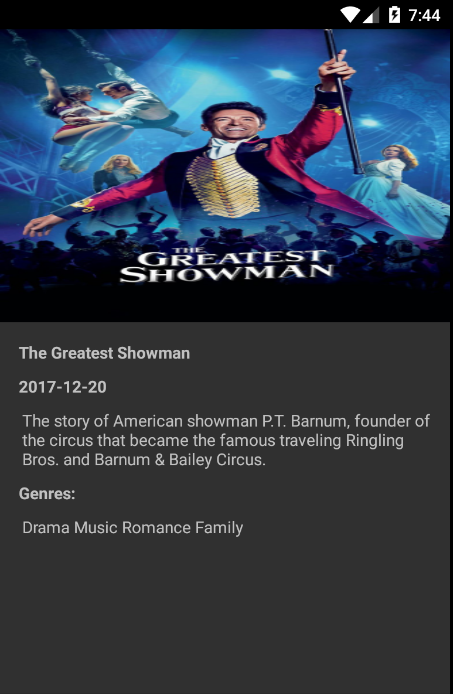 7:44
THE
GREATEST
SHOWMAN
The Greatest Showman
2017-12-20
The story of American showman P.T. Barnum, founder of
the circus that became the famous traveling Ringling
Bros. and Barnum & Bailey Circus.
Genres:
Drama Music Romance Family